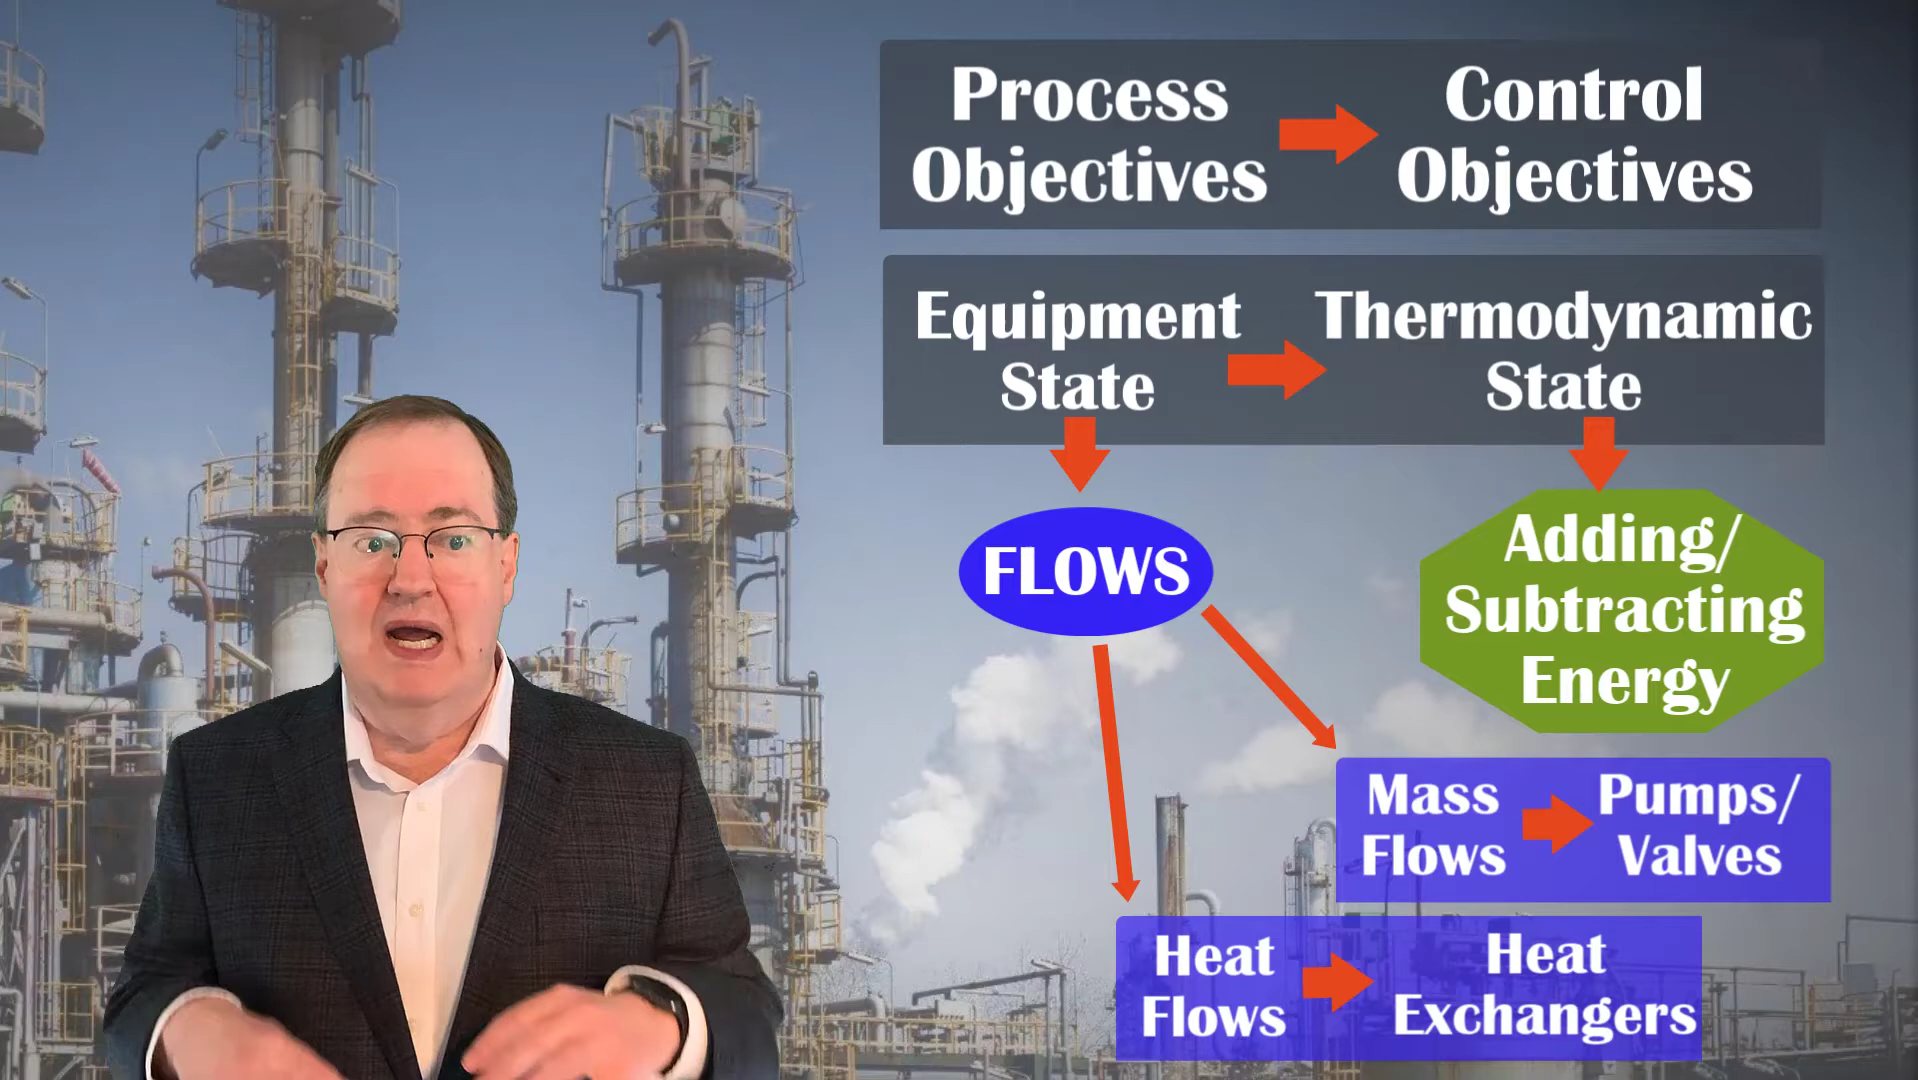 Process
Objectives
Control
Objectives
Equipment
State
Thermodynamic
State
FLOWS
Adding/
Subtracting
Energy
Mass
Flows
Pumps/
Valves
Heat
Flows
Heat
Exchangers